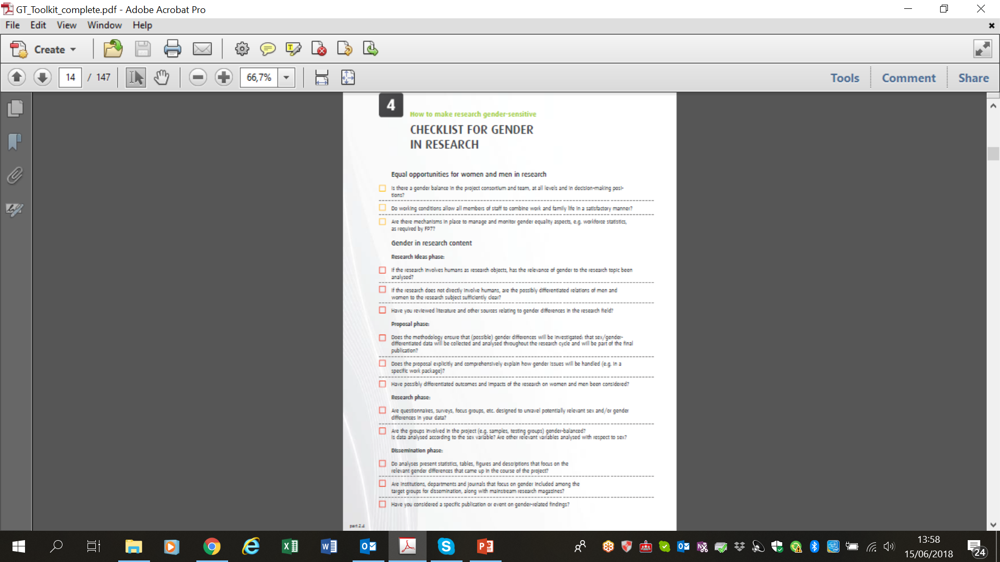 GT_Toolkit_complete.pdf - Adobe Acrobat Pro
File Edit View Window Help
Create
14 / 147
66,7%
Tools Comment Share
4
How to make research gender-sensitive
CHECKLIST FOR GENDER
IN RESEARCH
Equal opportunities for women and men in research
Is there a gender balance in the project consortium and team, at all levels and in decision-making posi-
tions?
Do working conditions allow all members of staff to combine work and family life in a satisfactory manner?
Are there mechanisms in place to manage and monitor gender equality aspects, e.g. workforce statistics,
as required by FP7?
Gender in research content
Research ideas phase:
If the research involves humans as research objects, has the relevance of gender to the research topic been
analysed?
If the research does not directly involve humans, are the possibly differentiated relations of men and
women to the research subject sufficiently clear?
Have you reviewed literature and other sources relating to gender differences in the research field?
Proposal phase:
Does the methodology ensure that (possible) gender differences will be investigated: that sex/gender-
differentiated data will be collected and analysed throughout the research cycle and will be part of the final
publication?
Does the proposal explicitly and comprehensively explain how gender issues will be handled (e.g. in a
specific work package)?
Have possibly differentiated outcomes and impacts of the research on women and men been considered?
Research phase:
Are questionnaires, surveys, focus groups, etc. designed to unravel potentially relevant sex and/or gender
differences in your data?
Are the groups involved in the project (e.g. samples, testing groups) gender-balanced?
Is data analysed according to the sex variable? Are other relevant variables analysed with respect to sex?
Dissemination phase:
Do analyses present statistics, tables, figures and descriptions that focus on the
relevant gender differences that came up in the course of the project?
Are institutions, departments and journals that focus on gender included among the
target groups for dissemination, along with mainstream research magazines?
Have you considered a specific publication or event on gender-related findings?
part 2.4
13:58
15/06/2018
24